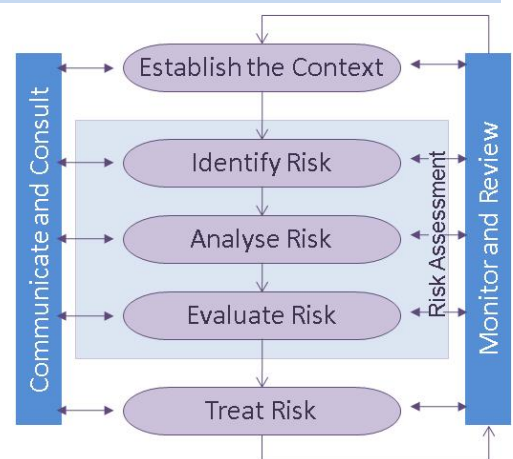 Establish the Context
Communicate and Consult
Identify Risk
Analyse Risk
Evaluate Risk
Risk Assessment
Monitor and Review
Treat Risk